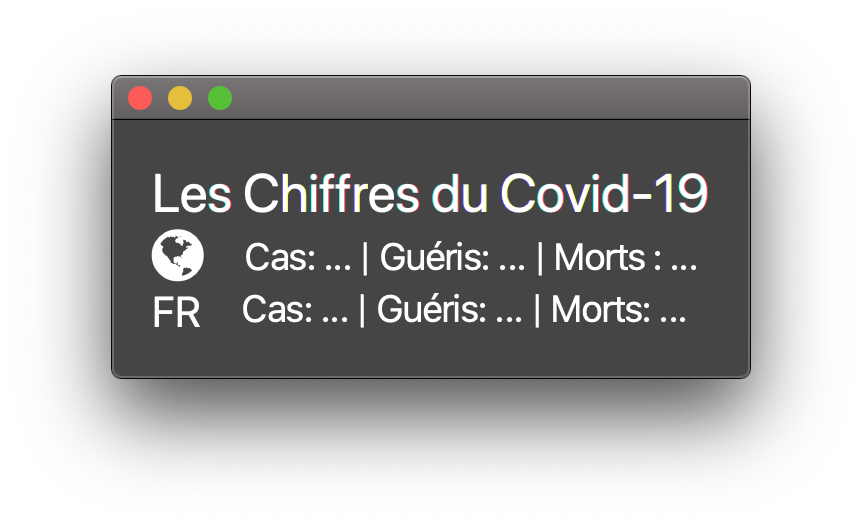 Les Chiffres du Covid-19
Cas: ... | Guéris: ... | Morts : ...
FR Cas: ... | Guéris: ... | Morts: ...